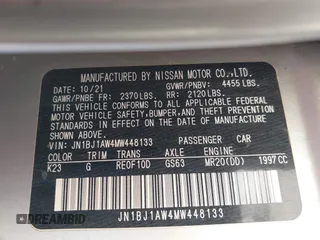 MANUFACTURED BY NISSAN MOTOR CO.,LTD.
DATE: 10/21 GVWR/PNBV: 4455 LBS.
GAWR/PNBE FR: 2370LBS. RR: 2120LBS.
THIS VEHICLE CONFORMS TO ALL APPLICABLE FEDERAL
MOTOR VEHICLE SAFETY,BUMPER,AND THEFT PREVENTION
STANDARDS IN EFFECT ON THE DATE OF MANUFACTURE
SHOWN ABOVE. PASSENGER CAR
VIN: JN1BJ1AW4MW448133
COLOR TRIM TRANS AXLE ENGINE
K23 G RE0F10D GS63 MR20(DD) 1997CC
JN1BJ1AW4MW448133
DREAMBID